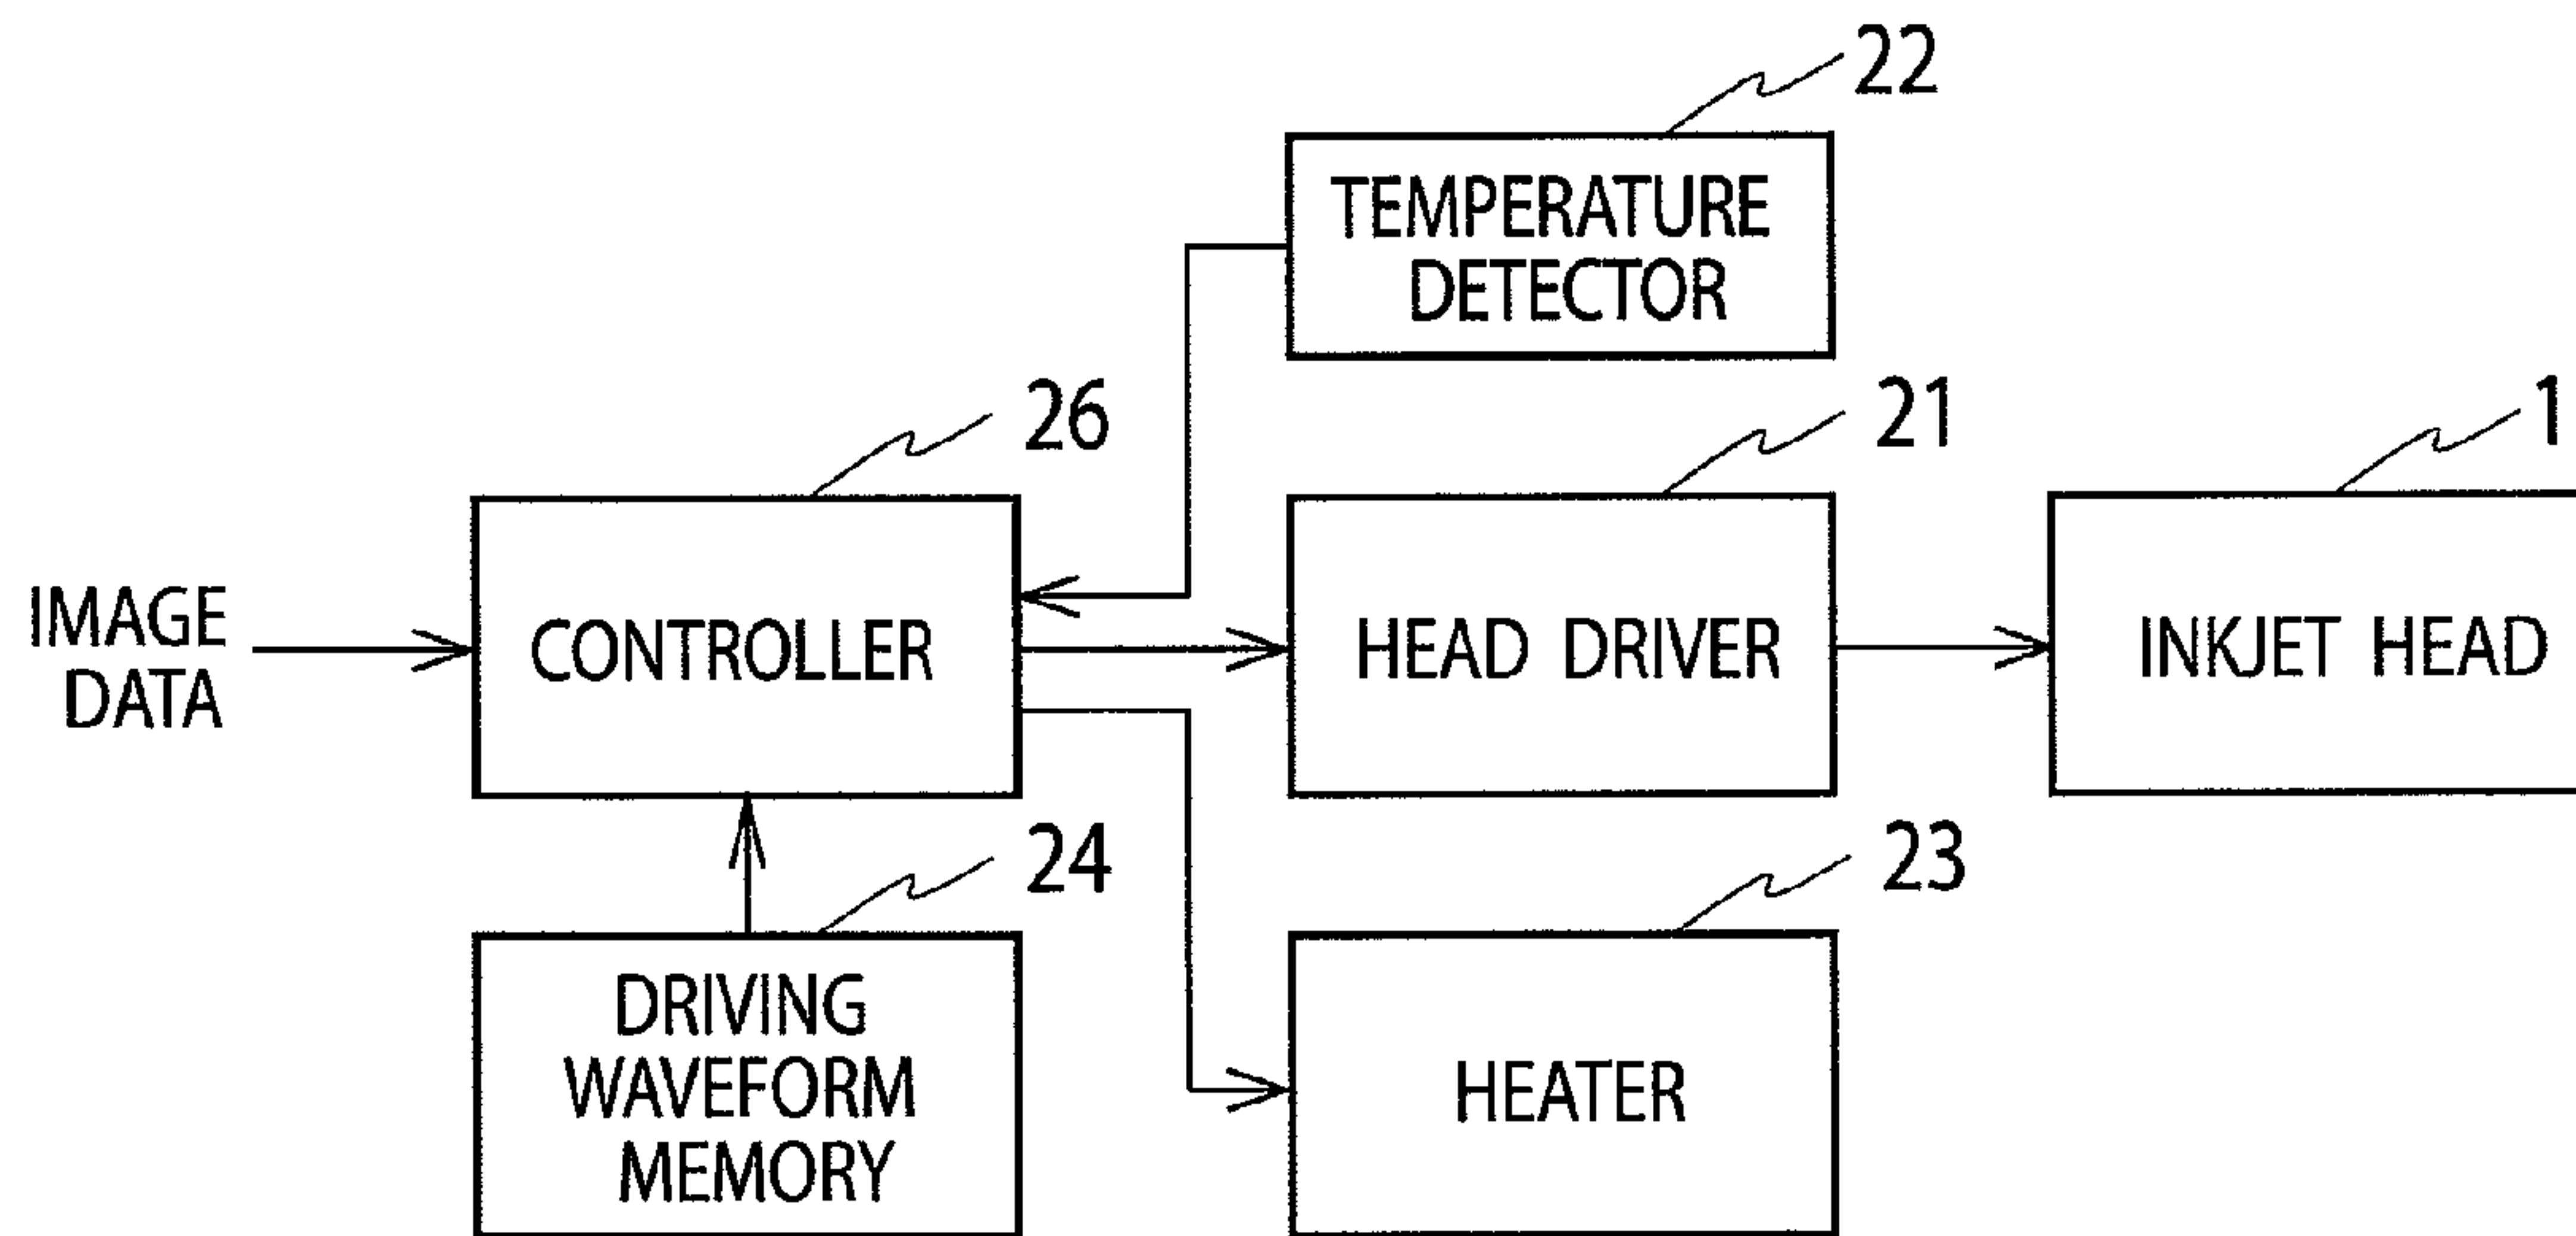 22
TEMPERATURE
DETECTOR
26
21
1
IMAGE
DATA
CONTROLLER
HEAD DRIVER
INKJET HEAD
24
23
DRIVING
WAVEFORM
MEMORY
HEATER